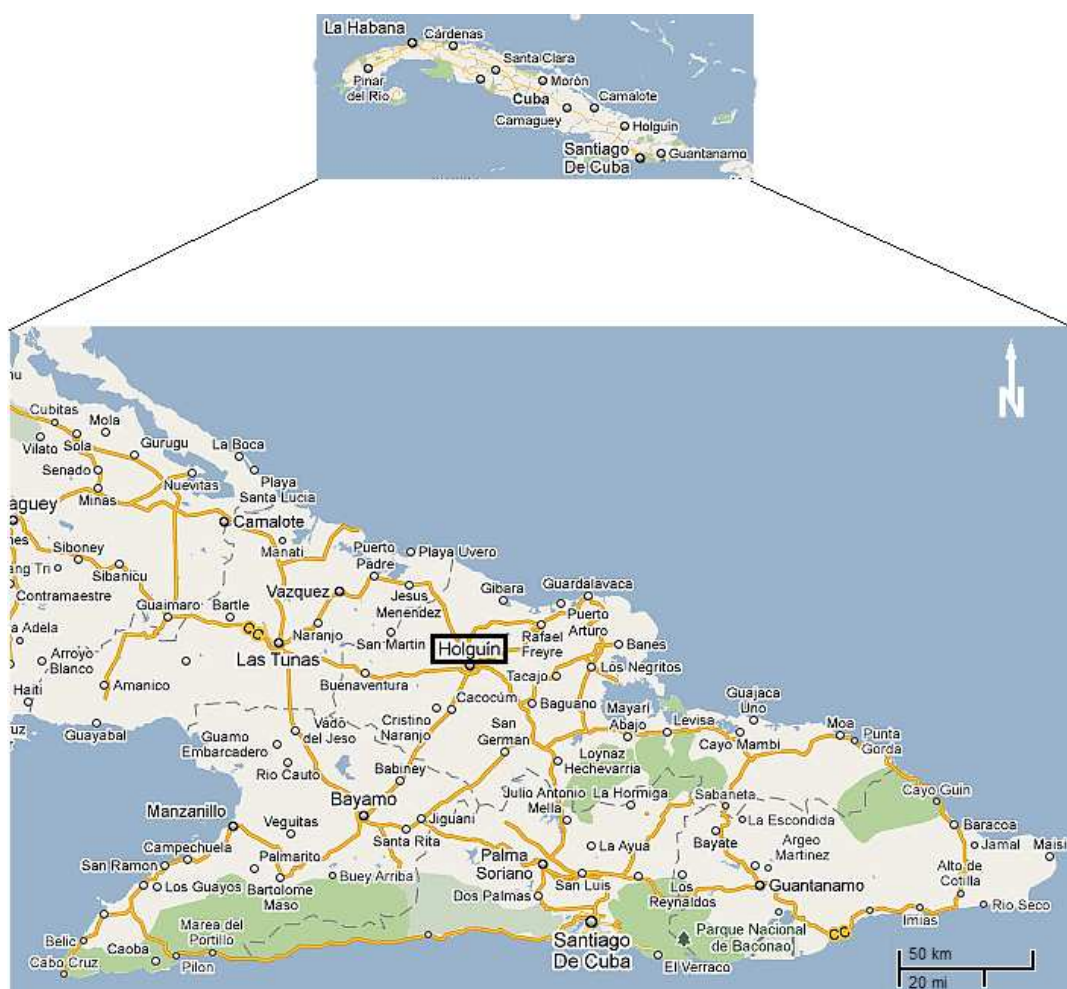 La Habana
Cárdenas
Santa Clara
Pinar
del Rio
Morón
Cuba
Camalote
Camaguey
Holguín
Santiago
De Cuba
Guantanamo
N
Cubitas
Mola
Vilato
Sola
Gurugu
La Boca
Senado
Nuevitas
Playa
Santa Lucia
Minas
aguey
Camalote
Siboney
Manati
Puerto
Padre
Playa Uvero
ang Tri
Sibanicu
Contramaestre
Vazquez
Jesus
Menendez
Gibara
Guardalavaca
Guaimaro
Bartle
Puerto
Arturo
a Adela
Naranjo
San Martin
Holguín
Rafael
Freyre
Banes
Arroyo
Blanco
Las Tunas
Buenaventura
Tacajo
Los Negritos
Haiti
Amanico
Cacocúm
Baguano
Mayarí
Abajo
Levisa
Guajaca
Uno
Guayabal
Vado
del Jeso
Cristino
Naranjo
San
German
Cayo Mambi
Moa
Punta
Gorda
Guamo
Embarcadero
Rio Cauto
Babiney
Loynaz
Hechevarria
Julio Antonio
Mella
La Hormiga
Sabaneta
Cayo Guin
Manzanillo
Bayamo
Veguitas
Jiguani
La Escondida
Baracoa
Campechuela
Santa Rita
La Ayua
Bayate
Argeo
Martinez
Jamal
Maisi
San Ramon
Palmarito
Palma
Soriano
Los Guayos
Bartolome
Maso
Buey Arriba
Dos Palmas
San Luis
Los
Reynaldos
Guantanamo
Alto de
Cotilla
Imias
Rio Seco
Marea del
Portillo
Belic
Caoba
Pilon
Cabo Cruz
Santiago
De Cuba
Parque Nacional
de Baconao
El Verraco
50 km
20 mi